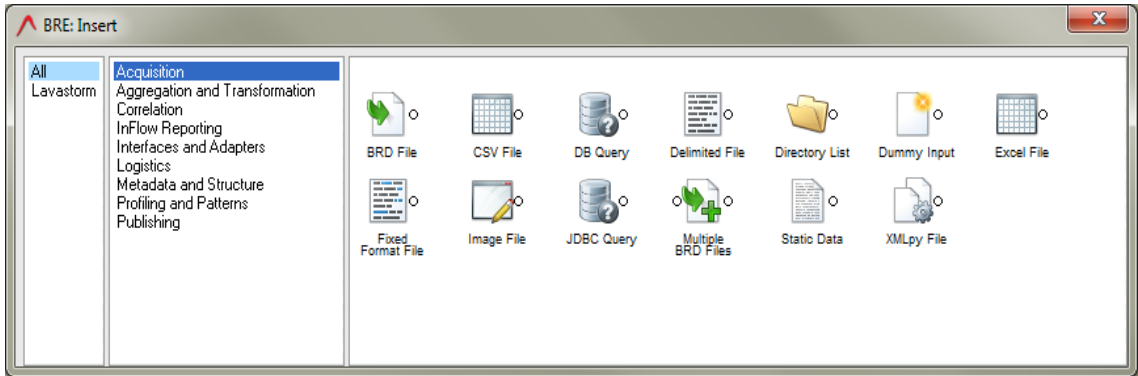 BRE: Insert
All
Lavastorm
Acquisition
Aggregation and Transformation
Correlation
InFlow Reporting
Interfaces and Adapters
Logistics
Metadata and Structure
Profiling and Patterns
Publishing
BRD File
CSV File
DB Query
Delimited File
Directory List
Dummy Input
Excel File
Fixed
Format File
Image File
JDBC Query
Multiple
BRD Files
Static Data
XMLpy File